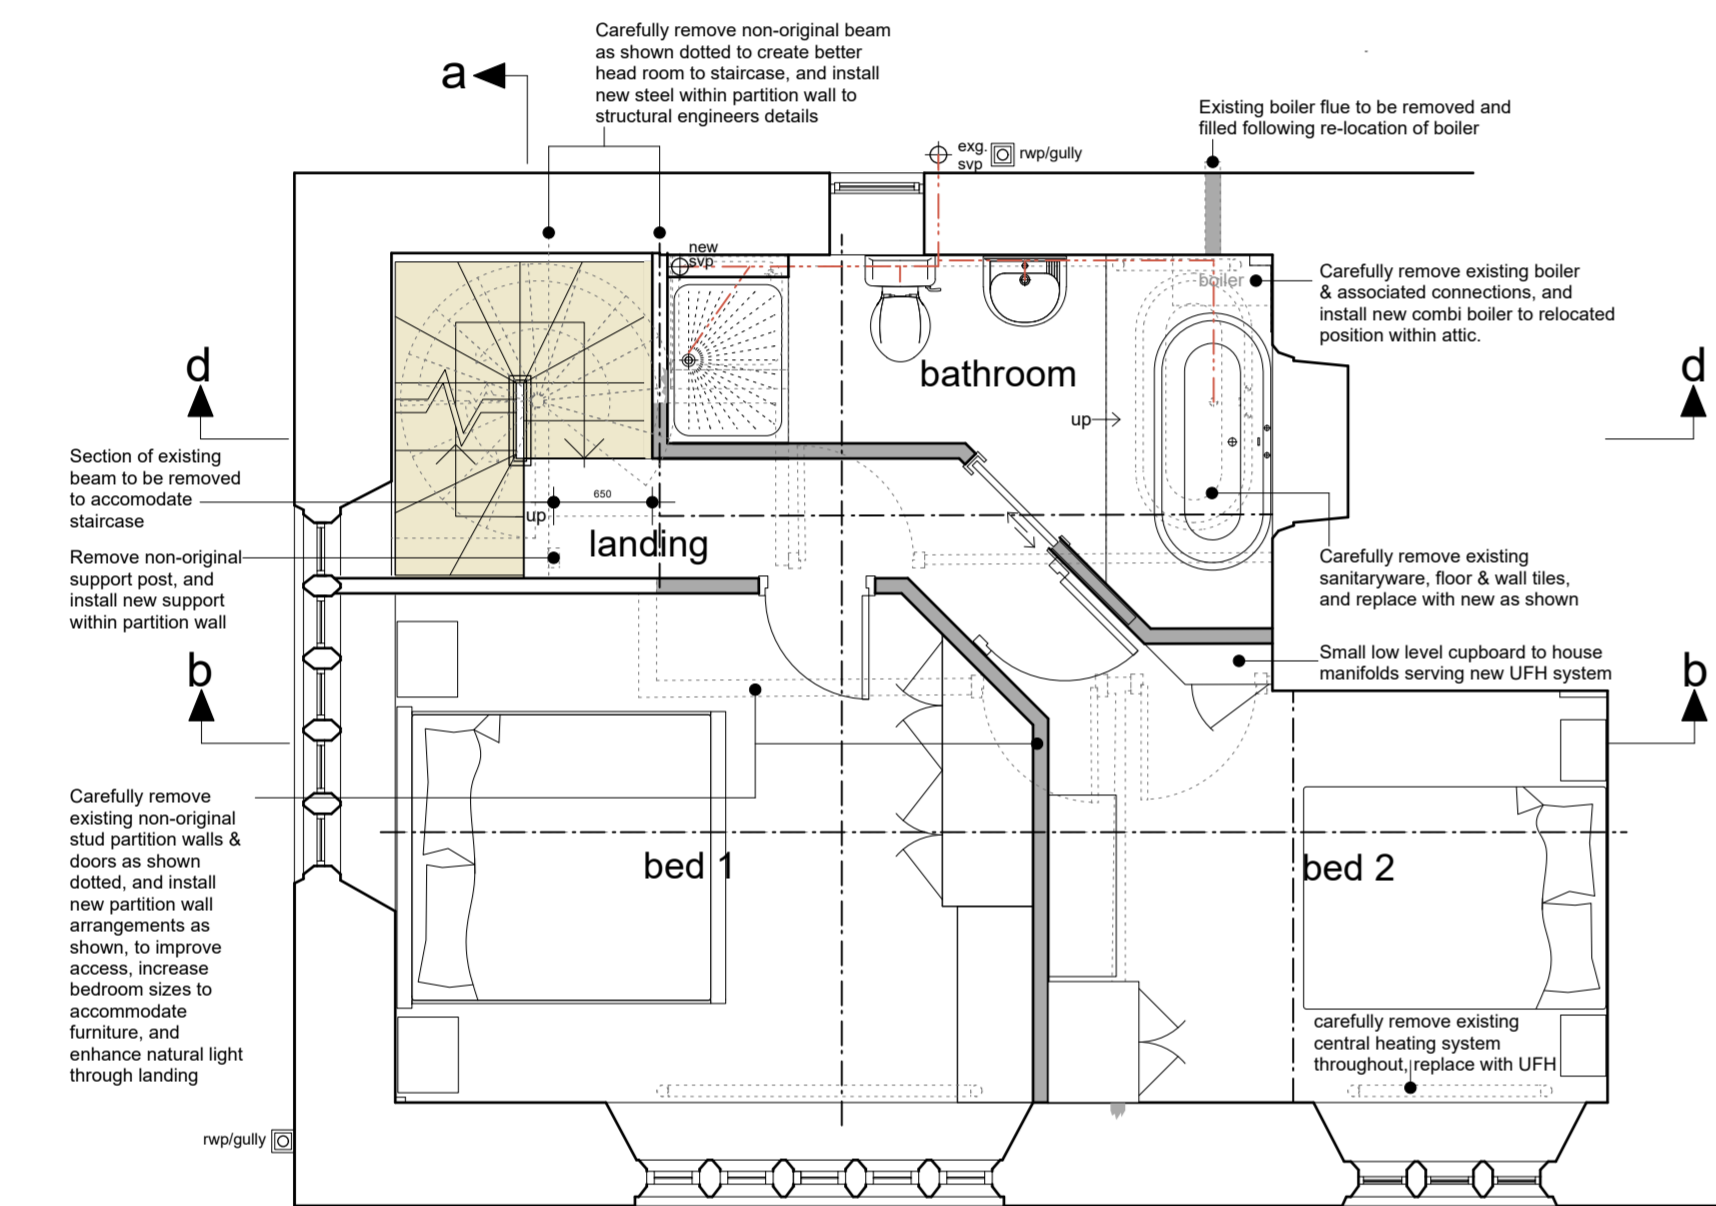 Carefully remove non-original beam
as shown dotted to create better
head room to staircase, and install
new steel within partition wall to
structural engineers details
a
Existing boiler flue to be removed and
filled following re-location of boiler
exg.
svp
rwp/gully
new
svp
boiler
Carefully remove existing boiler
& associated connections, and
install new combi boiler to relocated
position within attic.
d
d
bathroom
up
Section of existing
beam to be removed
to accomodate
staircase
650
up
landing
Remove non-original
support post, and
install new support
within partition wall
Carefully remove existing
sanitaryware, floor & wall tiles,
and replace with new as shown
Small low level cupboard to house
manifolds serving new UFH system
b
b
Carefully remove
existing non-original
stud partition walls &
doors as shown
dotted, and install
new partition wall
arrangements as
shown, to improve
access, increase
bedroom sizes to
accommodate
furniture, and
enhance natural light
through landing
bed 1
bed 2
carefully remove existing
central heating system
throughout, replace with UFH
rwp/gully